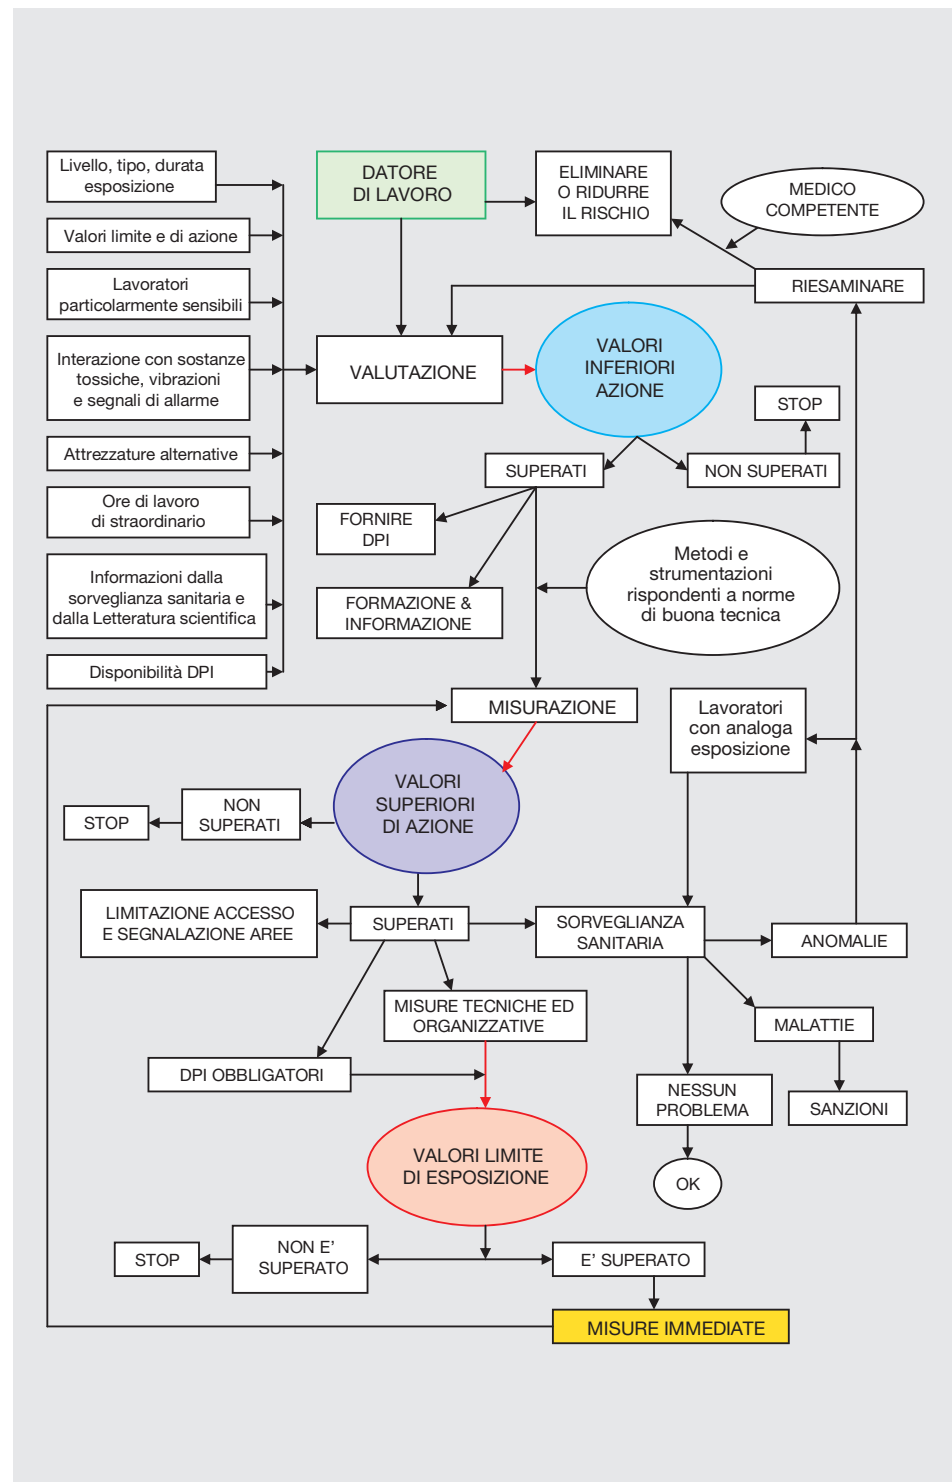 Livello, tipo, durata
esposizione
Valori limite e di azione
Lavoratori
particolarmente sensibili
Interazione con sostanze
tossiche, vibrazioni
e segnali di allarme
Attrezzature alternative
Ore di lavoro
di straordinario
Informazioni dalla
sorveglianza sanitaria e
dalla Letteratura scientifica
Disponibilità DPI
DATORE
DI LAVORO
ELIMINARE
O RIDURRE
IL RISCHIO
MEDICO
COMPETENTE
RIESAMINARE
VALUTAZIONE
VALORI
INFERIORI
AZIONE
STOP
SUPERATI
NON SUPERATI
FORNIRE
DPI
FORMAZIONE &
INFORMAZIONE
Metodi e
strumentazioni
rispondenti a norme
di buona tecnica
MISURAZIONE
Lavoratori
con analoga
esposizione
VALORI
SUPERIORI
DI AZIONE
NON
SUPERATI
STOP
LIMITAZIONE ACCESSO
E SEGNALAZIONE AREE
SUPERATI
SORVEGLIANZA
SANITARIA
ANOMALIE
MISURE TECNICHE ED
ORGANIZZATIVE
MALATTIE
DPI OBBLIGATORI
NESSUN
PROBLEMA
SANZIONI
VALORI LIMITE
DI ESPOSIZIONE
OK
STOP
NON E'
SUPERATO
E' SUPERATO
MISURE IMMEDIATE